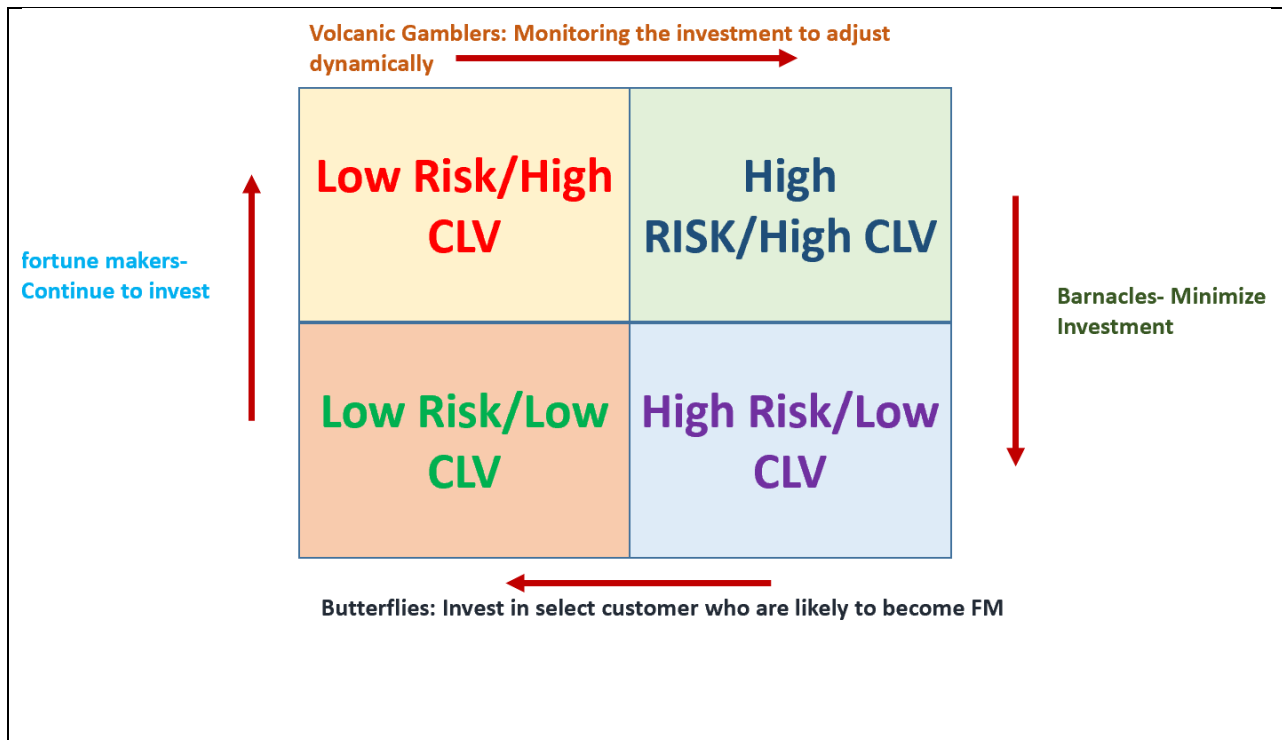 Volcanic Gamblers: Monitoring the investment to adjust
dynamically
Low Risk/High
CLV
High
RISK/High CLV
fortune makers-
Continue to invest
Barnacles- Minimize
Investment
Low Risk/Low
CLV
High Risk/Low
CLV
Butterflies: Invest in select customer who are likely to become FM